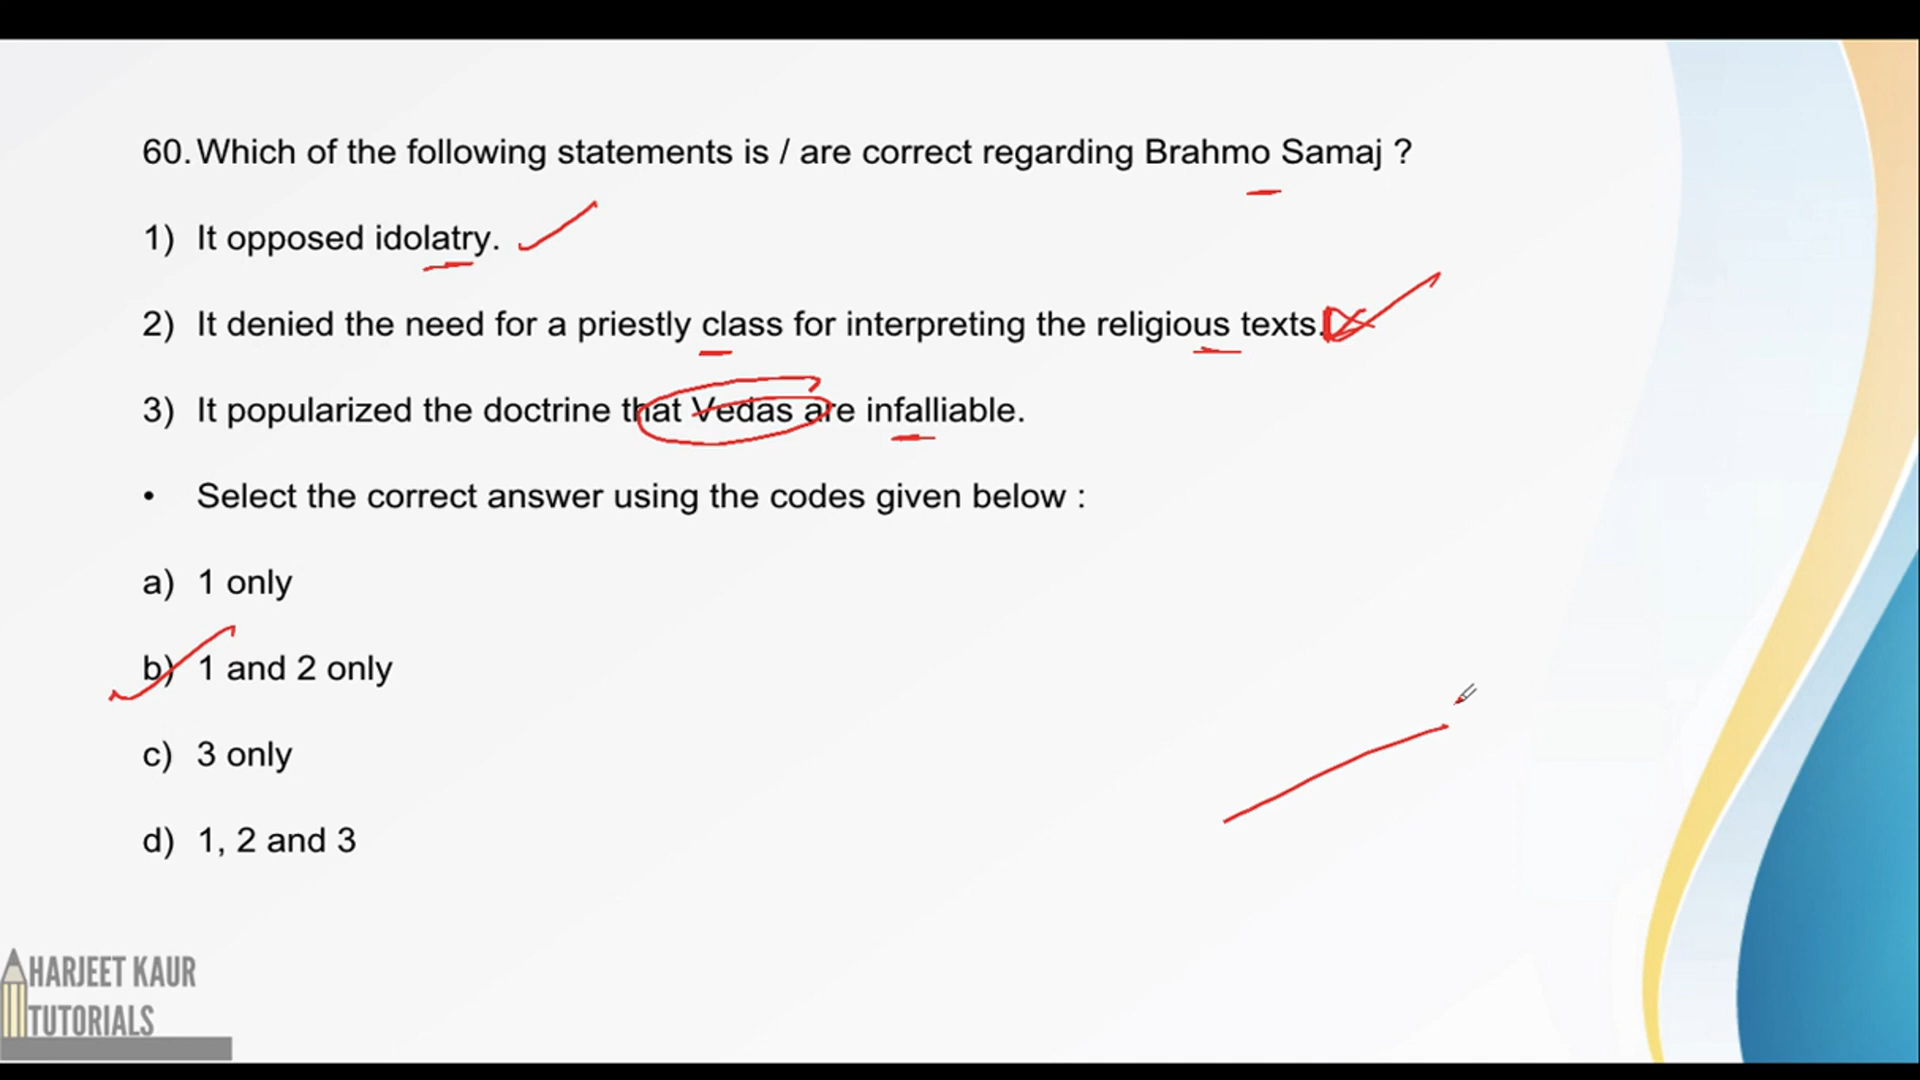 60. Which of the following statements is / are correct regarding Brahmo Samaj ?
1) It opposed idolatry.
2) It denied the need for a priestly class for interpreting the religious texts.
3) It popularized the doctrine that Vedas are infalliable.
• Select the correct answer using the codes given below :
a) 1 only
b) 1 and 2 only
c) 3 only
d) 1, 2 and 3
HARJEET KAUR
TUTORIALS